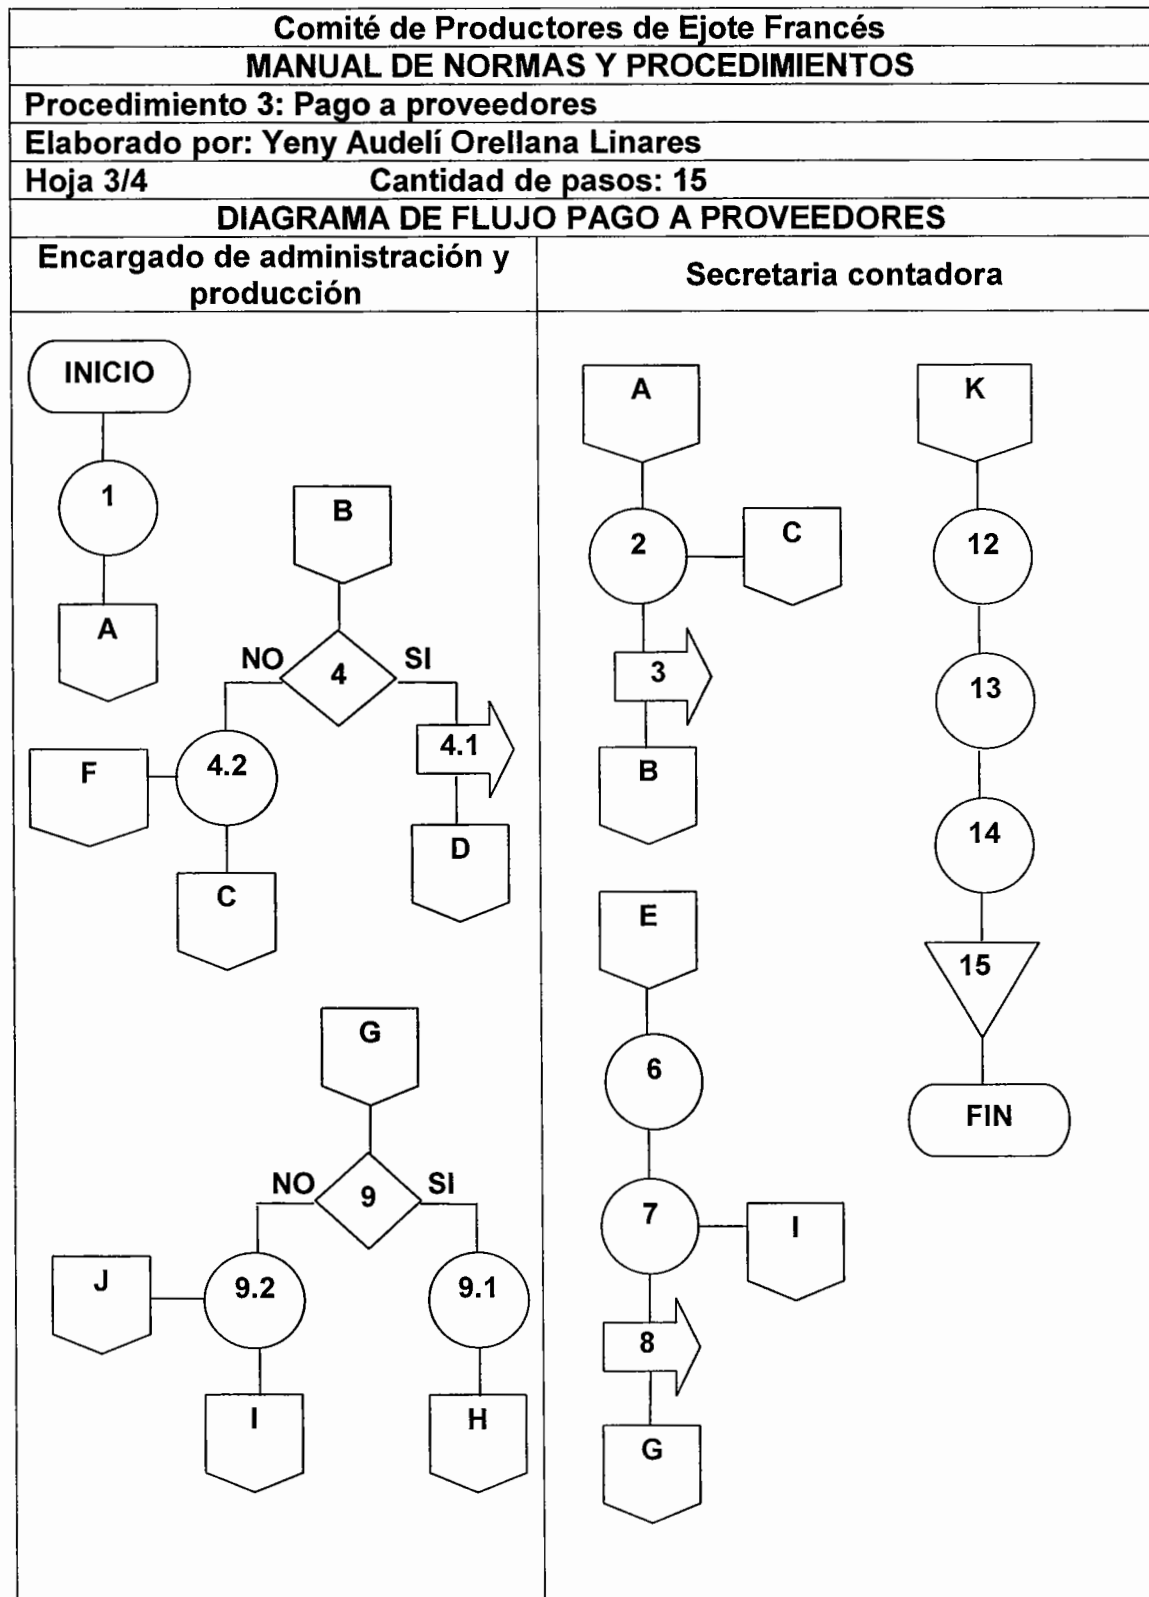 Comité de Productores de Ejote Francés
MANUAL DE NORMAS Y PROCEDIMIENTOS
Procedimiento 3: Pago a proveedores
Elaborado por: Yeny Audelí Orellana Linares
Hoja 3/4 Cantidad de pasos: 15
DIAGRAMA DE FLUJO PAGO A PROVEEDORES
Encargado de administración y
producción
INICIO
1
A
B
NO
4
SI
F
4.2
4.1
C
D
G
NO
9
SI
J
9.2
9.1
I
H
Secretaria contadora
A
2
C
3
B
E
6
7
I
8
G
K
12
13
14
15
FIN